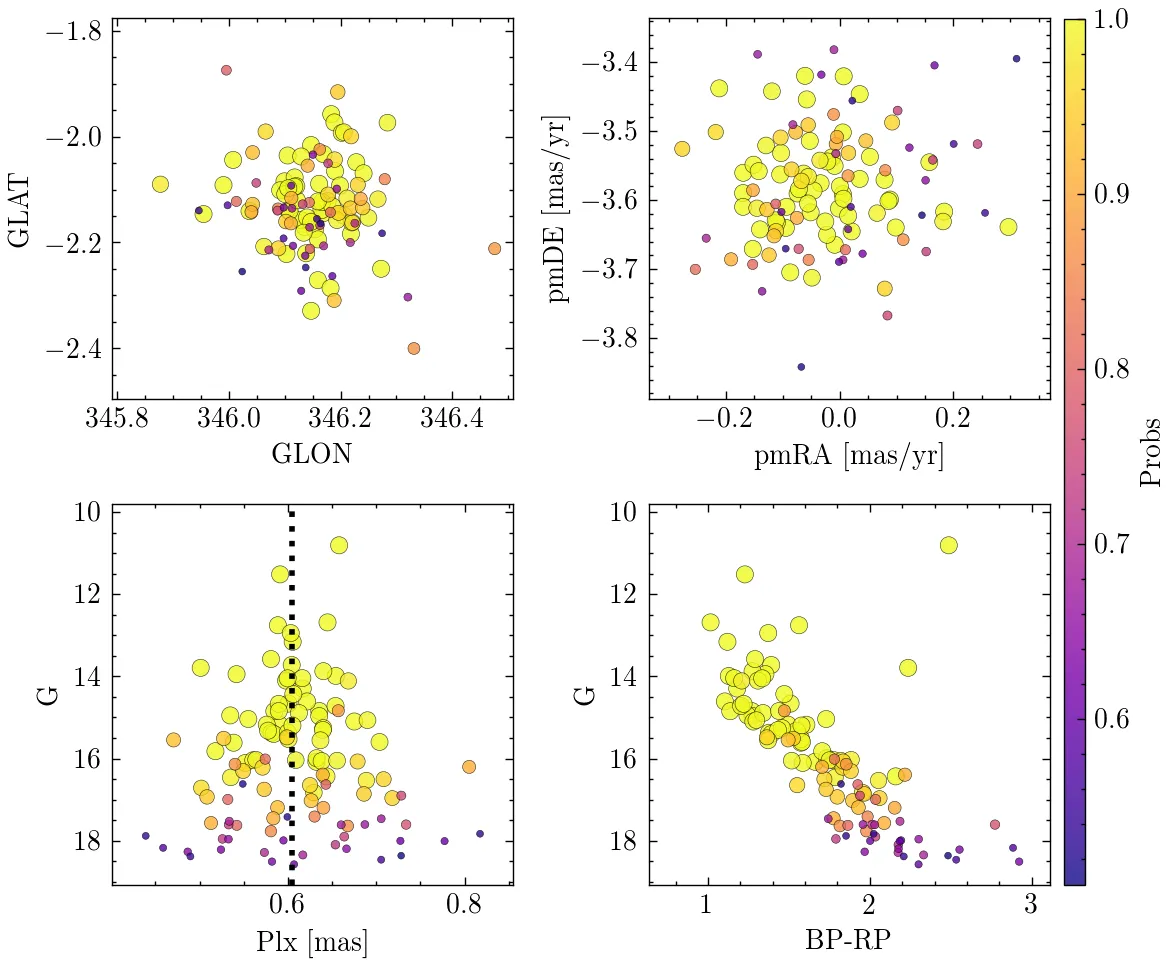 −1.8
−2.0
−2.2
−2.4
GLAT
345.8 346.0 346.2 346.4
GLON
−3.4
−3.5
−3.6
−3.7
−3.8
pmDE [mas/yr]
−0.2 0.0 0.2
pmRA [mas/yr]
1.0
0.9
0.8
0.7
0.6
Probs
10
12
14
16
18
G
0.6 0.8
Plx [mas]
10
12
14
16
18
G
1 2 3
BP-RP